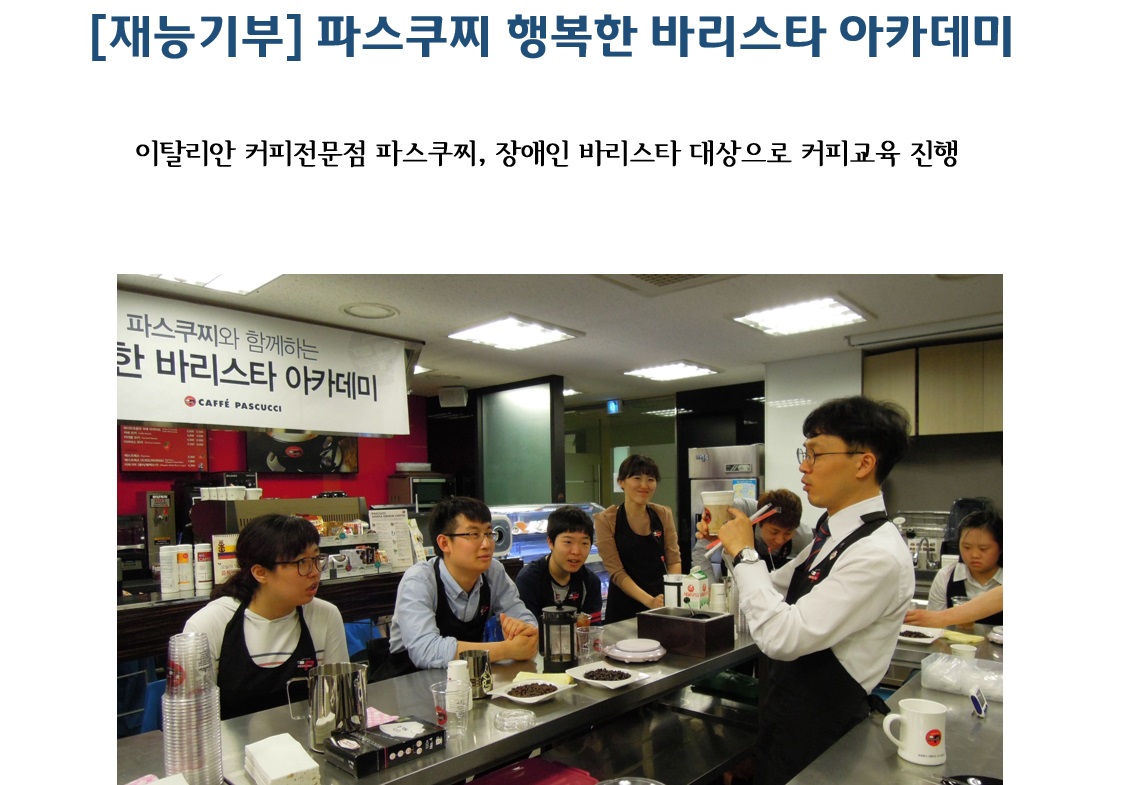 [재능기부] 파스쿠찌 행복한 바리스타 아카데미
이탈리안 커피전문점 파스쿠찌, 장애인 바리스타 대상으로 커피교육 진행
파스쿠찌와 함께하는
한 바리스타 아카데미
CAFFÉ PASCUCCI